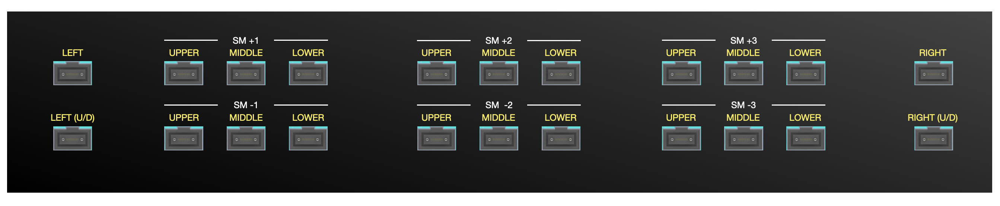 SM +1 SM +2 SM +3
LEFT UPPER MIDDLE LOWER UPPER MIDDLE LOWER UPPER MIDDLE LOWER RIGHT
SM -1 SM -2 SM -3
LEFT (U/D) UPPER MIDDLE LOWER UPPER MIDDLE LOWER UPPER MIDDLE LOWER RIGHT (U/D)